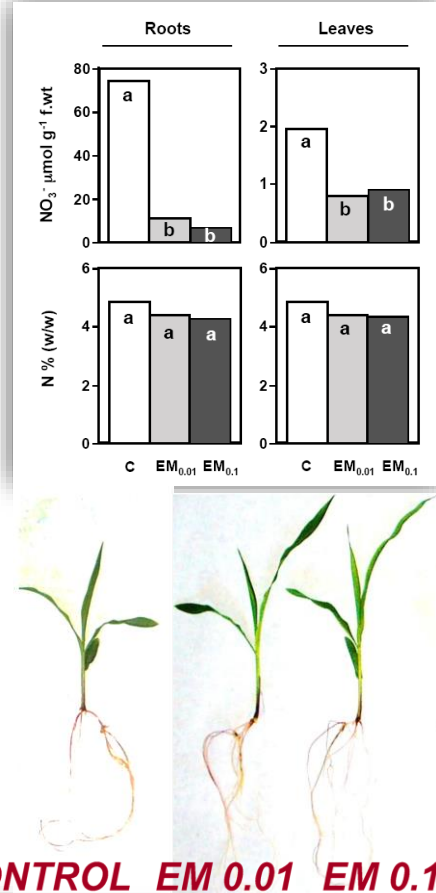 Roots Leaves
NO₃⁻ µmol g⁻¹ f.wt
80
60
40
20
0
a
b
b
3
2
1
0
a
b
b
N % (w/w)
6
4
2
0
a
a
a
6
4
2
0
a
a
a
C EM₀.₀₁ EM₀.₁ C EM₀.₀₁ EM₀.₁
ONTROL EM 0.01 EM 0.1